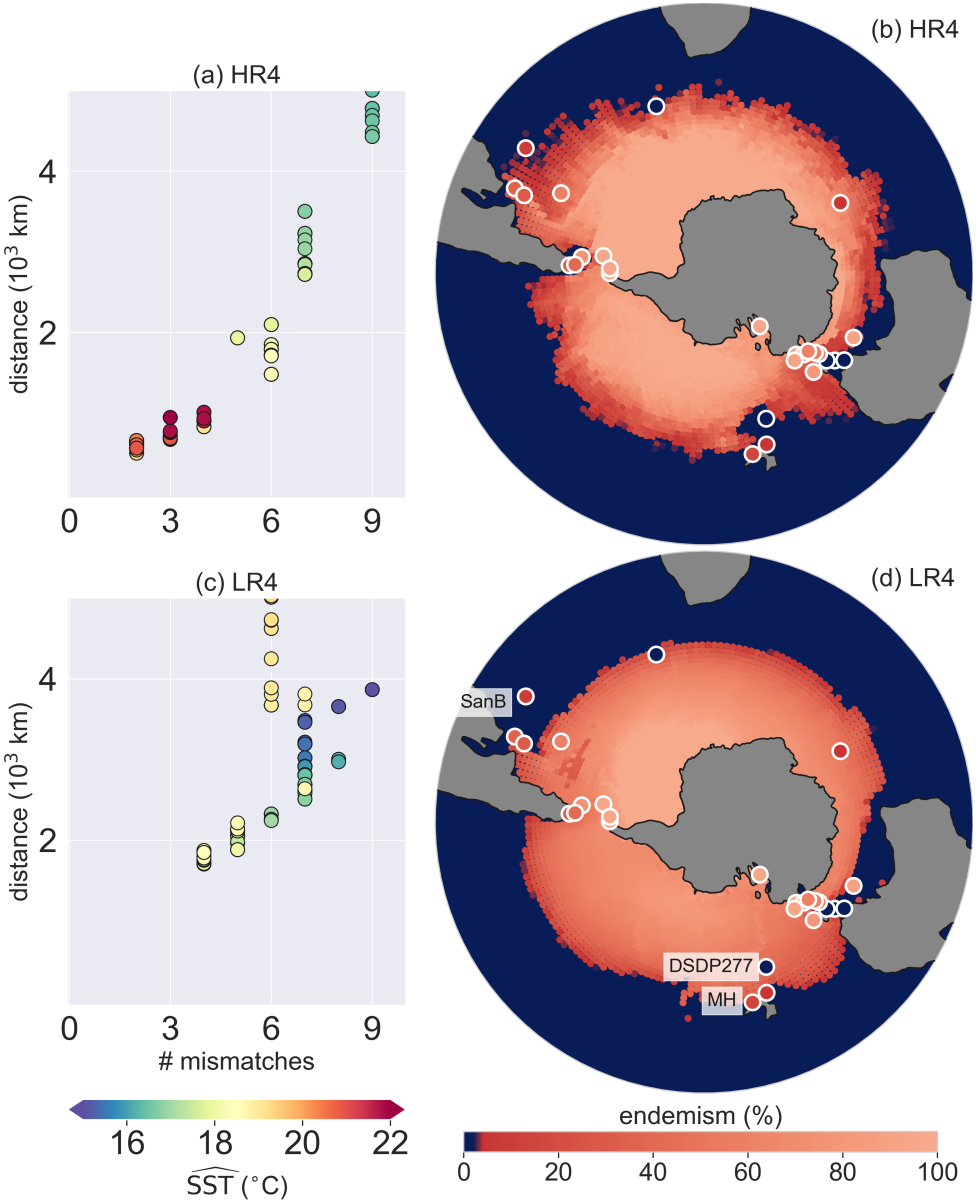 (a) HR4
(b) HR4
4
2
distance (10³ km)
0 3 6 9
(c) LR4
(d) LR4
4
2
distance (10³ km)
0 3 6 9
# mismatches
SanB
DSDP277
MH
16 18 20 22
S͡ST (°C)
endemism (%)
0 20 40 60 80 100